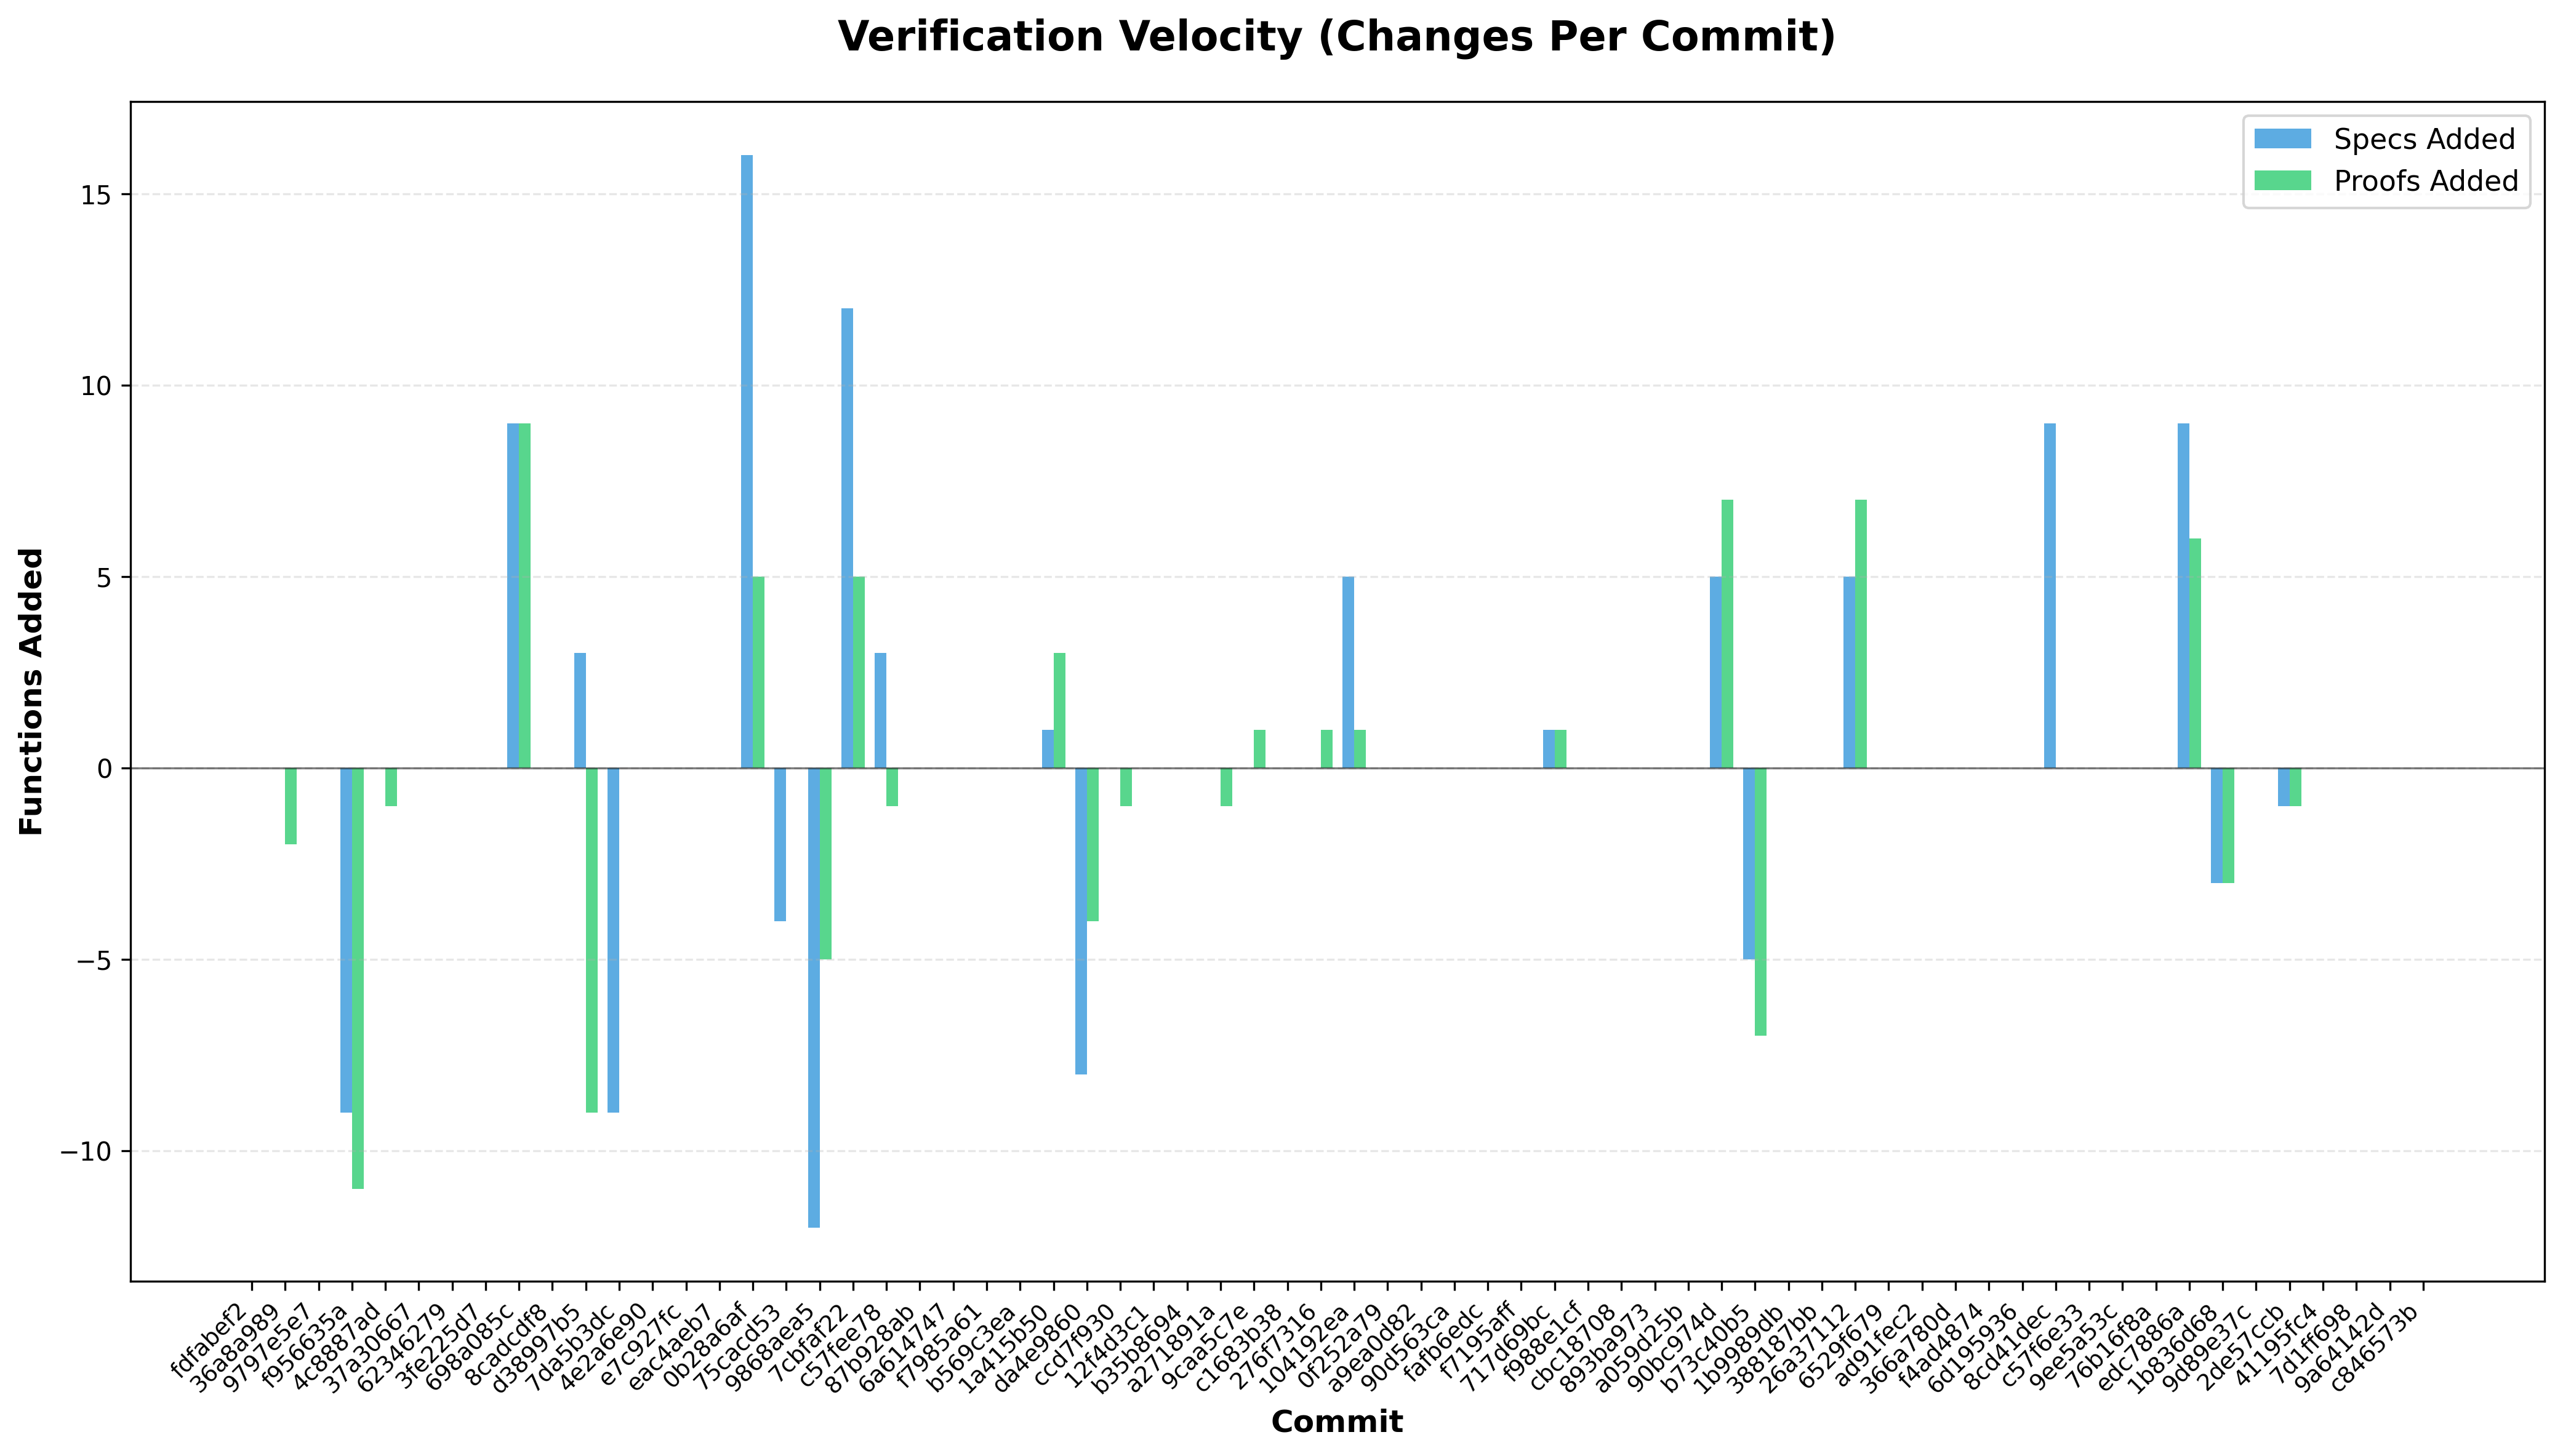 Verification Velocity (Changes Per Commit)
Specs Added
Proofs Added
15
10
5
0
−5
−10
Functions Added
fdfabef2
36a8a989
9797e5e7
f956635a
4c8887ad
37a30667
62346279
3fe225d7
698a085c
8cadcdf8
d38997b5
7da5b3dc
4e2a6e90
e7c927fc
eac4aeb7
0b28a6af
75cacd53
9868aea5
7cbfaf22
c57fee78
87b928ab
6a614747
f7985a61
b569c3ea
1a415b50
da4e9860
ccd7f930
12f4d3c1
b35b8694
a271891a
9caa5c7e
c1683b38
276f7316
104192ea
0f252a79
a9ea0d82
90d563ca
fafb6edc
f7195aff
717d69bc
f988e1cf
cbc18708
893ba973
a059d25b
90bc974d
b73c40b5
1b9989db
388187bb
26a37112
6529f679
ad91fec2
366a780d
f4ad4874
6d195936
8cd41dec
c57f6e33
9ee5a53c
76b16f8a
edc7886a
1b836d68
9d89e37c
2de57ccb
41195fc4
7d1ff698
9a64142d
c846573b
Commit